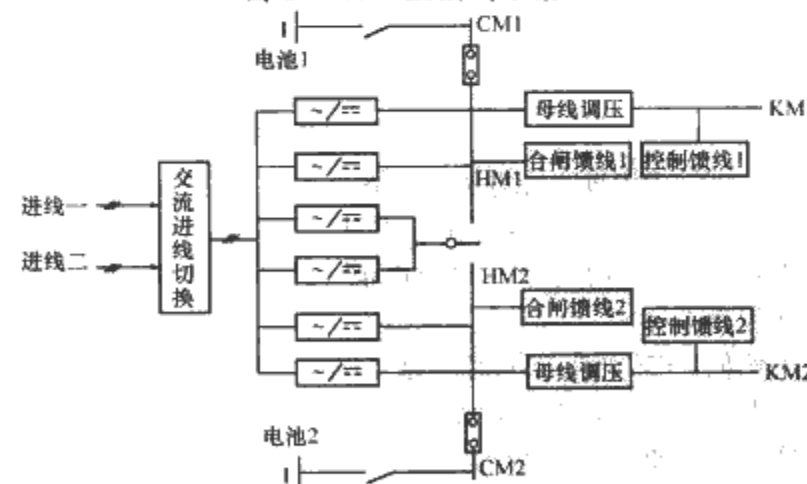 CM1
电池1
~/==
母线调压
KM
~/==
HM1
合闸馈线1
控制馈线1
交流进线切换
进线一
进线二
~/==
~/==
HM2
合闸馈线2
控制馈线2
~/==
~/==
母线调压
KM2
电池2
CM2